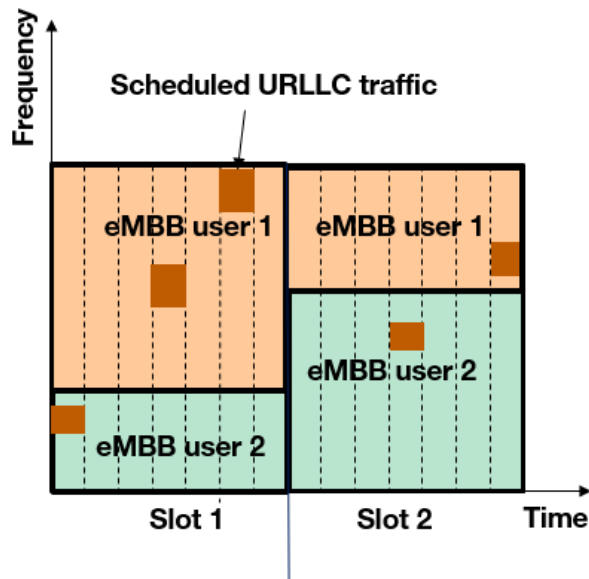 Frequency
Scheduled URLLC traffic
eMBB user 1
eMBB user 1
eMBB user 2
eMBB user 2
Slot 1
Slot 2
Time